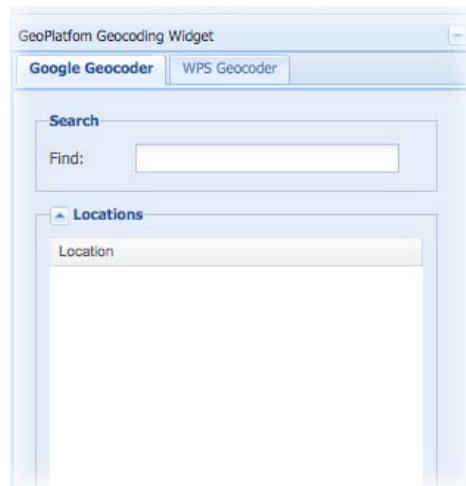 GeoPlatfom Geocoding Widget
Google Geocoder WPS Geocoder
Search
Find:
Locations
Location